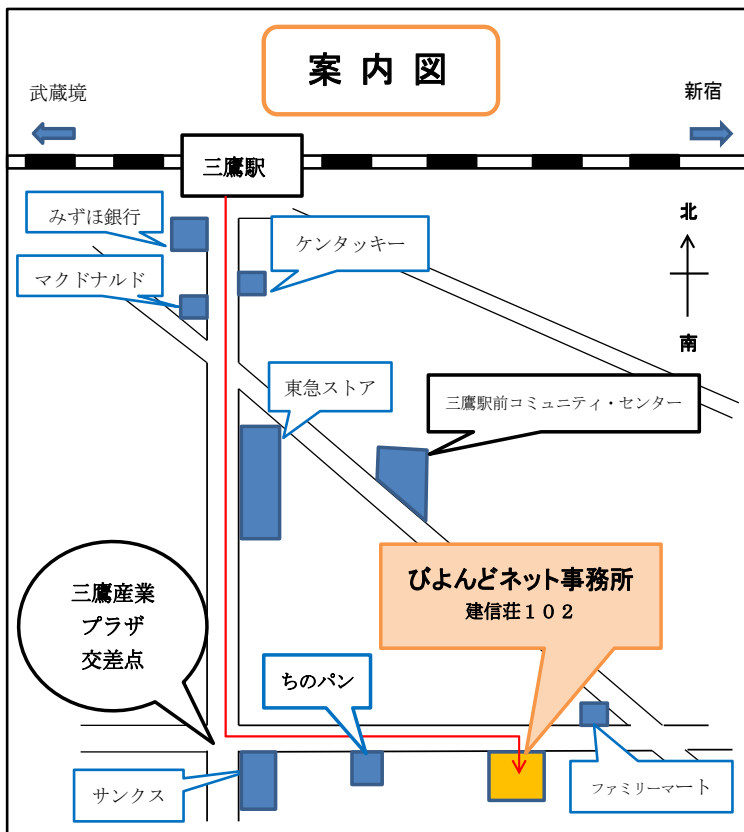 案 内 図
武蔵境
新宿
三鷹駅
みずほ銀行
ケンタッキー
北
マクドナルド
南
東急ストア
三鷹駅前コミュニティ・センター
びよんどネット事務所
建信荘１０２
三鷹産業
プラザ
交差点
ちのパン
サンクス
ファミリーマート